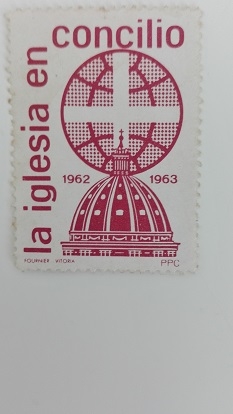 la iglesia en
concilio
1962 1963
FOURNIER - VITORIA
PPC